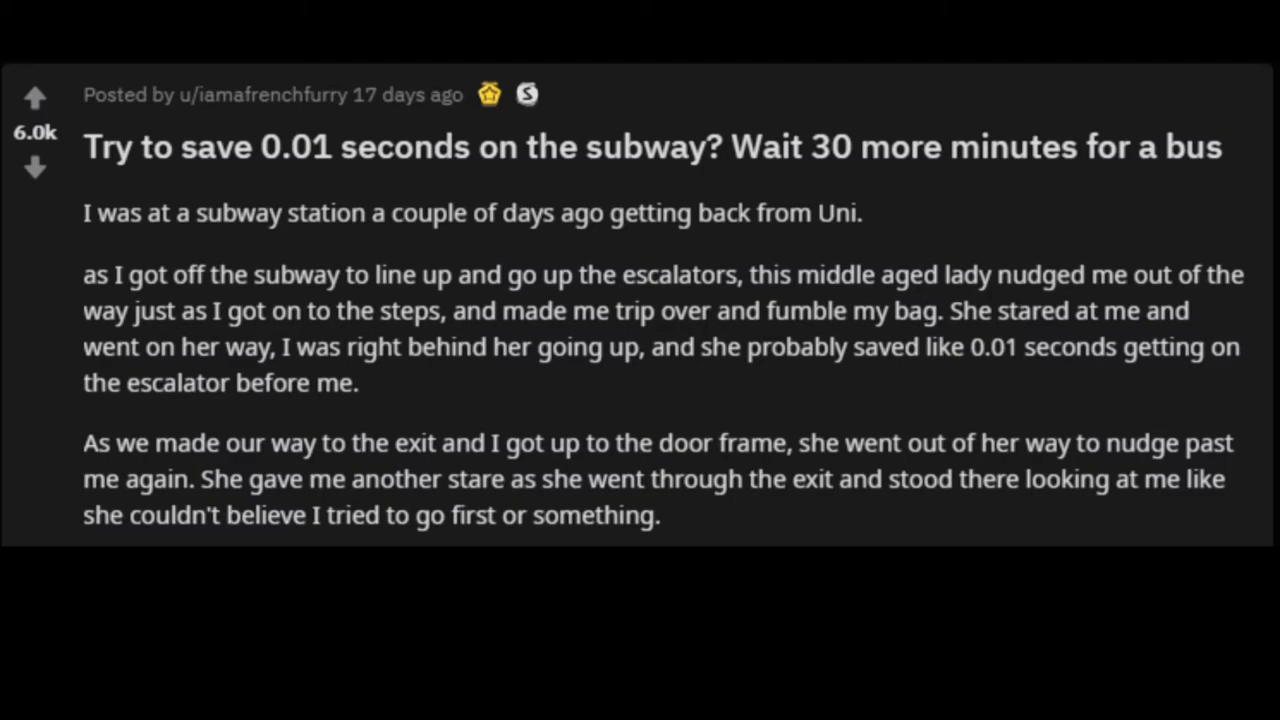 Posted by u/iamafrenchfurry 17 days ago
6.0k
Try to save 0.01 seconds on the subway? Wait 30 more minutes for a bus
I was at a subway station a couple of days ago getting back from Uni.
as I got off the subway to line up and go up the escalators, this middle aged lady nudged me out of the
way just as I got on to the steps, and made me trip over and fumble my bag. She stared at me and
went on her way, I was right behind her going up, and she probably saved like 0.01 seconds getting on
the escalator before me.
As we made our way to the exit and I got up to the door frame, she went out of her way to nudge past
me again. She gave me another stare as she went through the exit and stood there looking at me like
she couldn't believe I tried to go first or something.